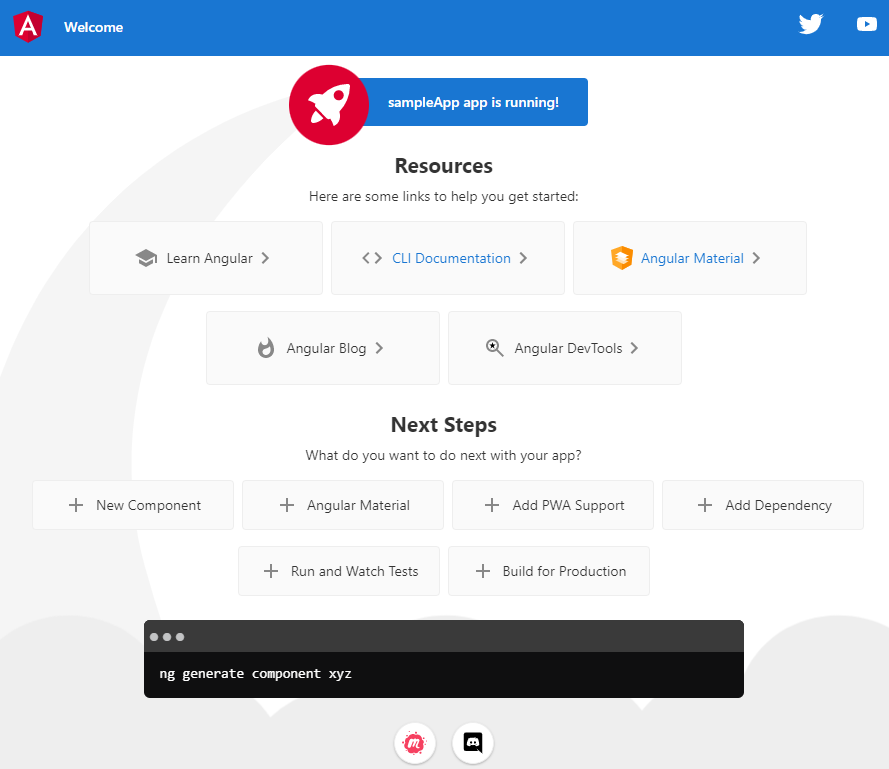 Welcome
sampleApp app is running!
Resources
Here are some links to help you get started:
Learn Angular
CLI Documentation
Angular Material
Angular Blog
Angular DevTools
Next Steps
What do you want to do next with your app?
New Component
Angular Material
Add PWA Support
Add Dependency
Run and Watch Tests
Build for Production
ng generate component xyz